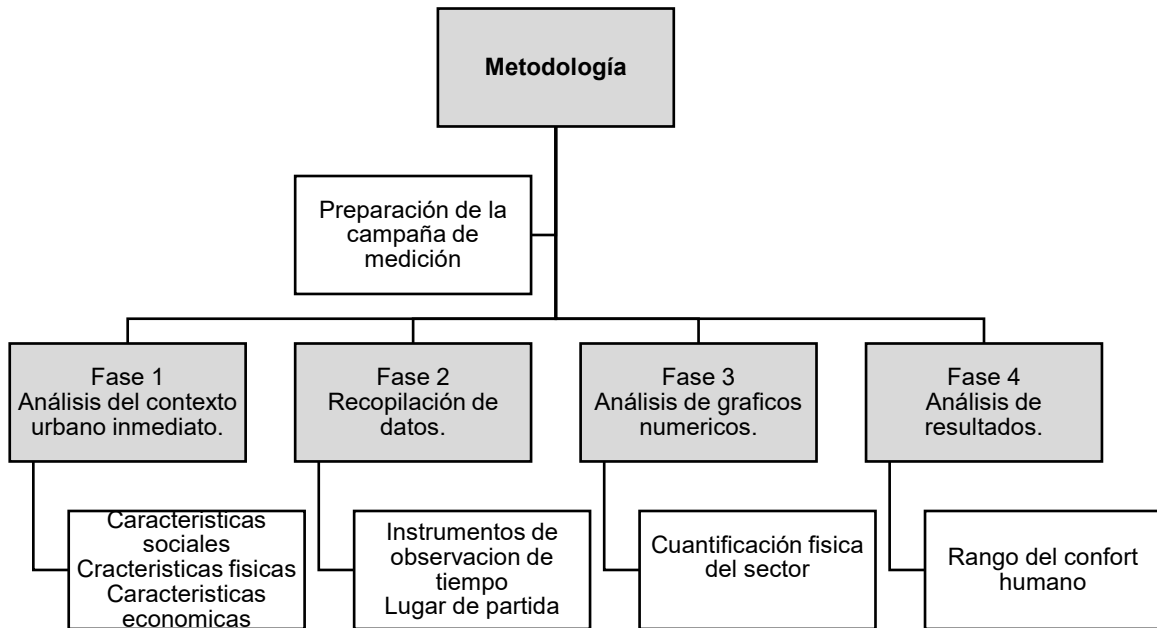 Metodología
Preparación de la
campaña de
medición
Fase 1
Análisis del contexto
urbano inmediato.
Fase 2
Recopilación de
datos.
Fase 3
Análisis de graficos
numericos.
Fase 4
Análisis de
resultados.
Caracteristicas
sociales
Cracteristicas fisicas
Caracteristicas
economicas
Instrumentos de
observacion de
tiempo
Lugar de partida
Cuantificación fisica
del sector
Rango del confort
humano